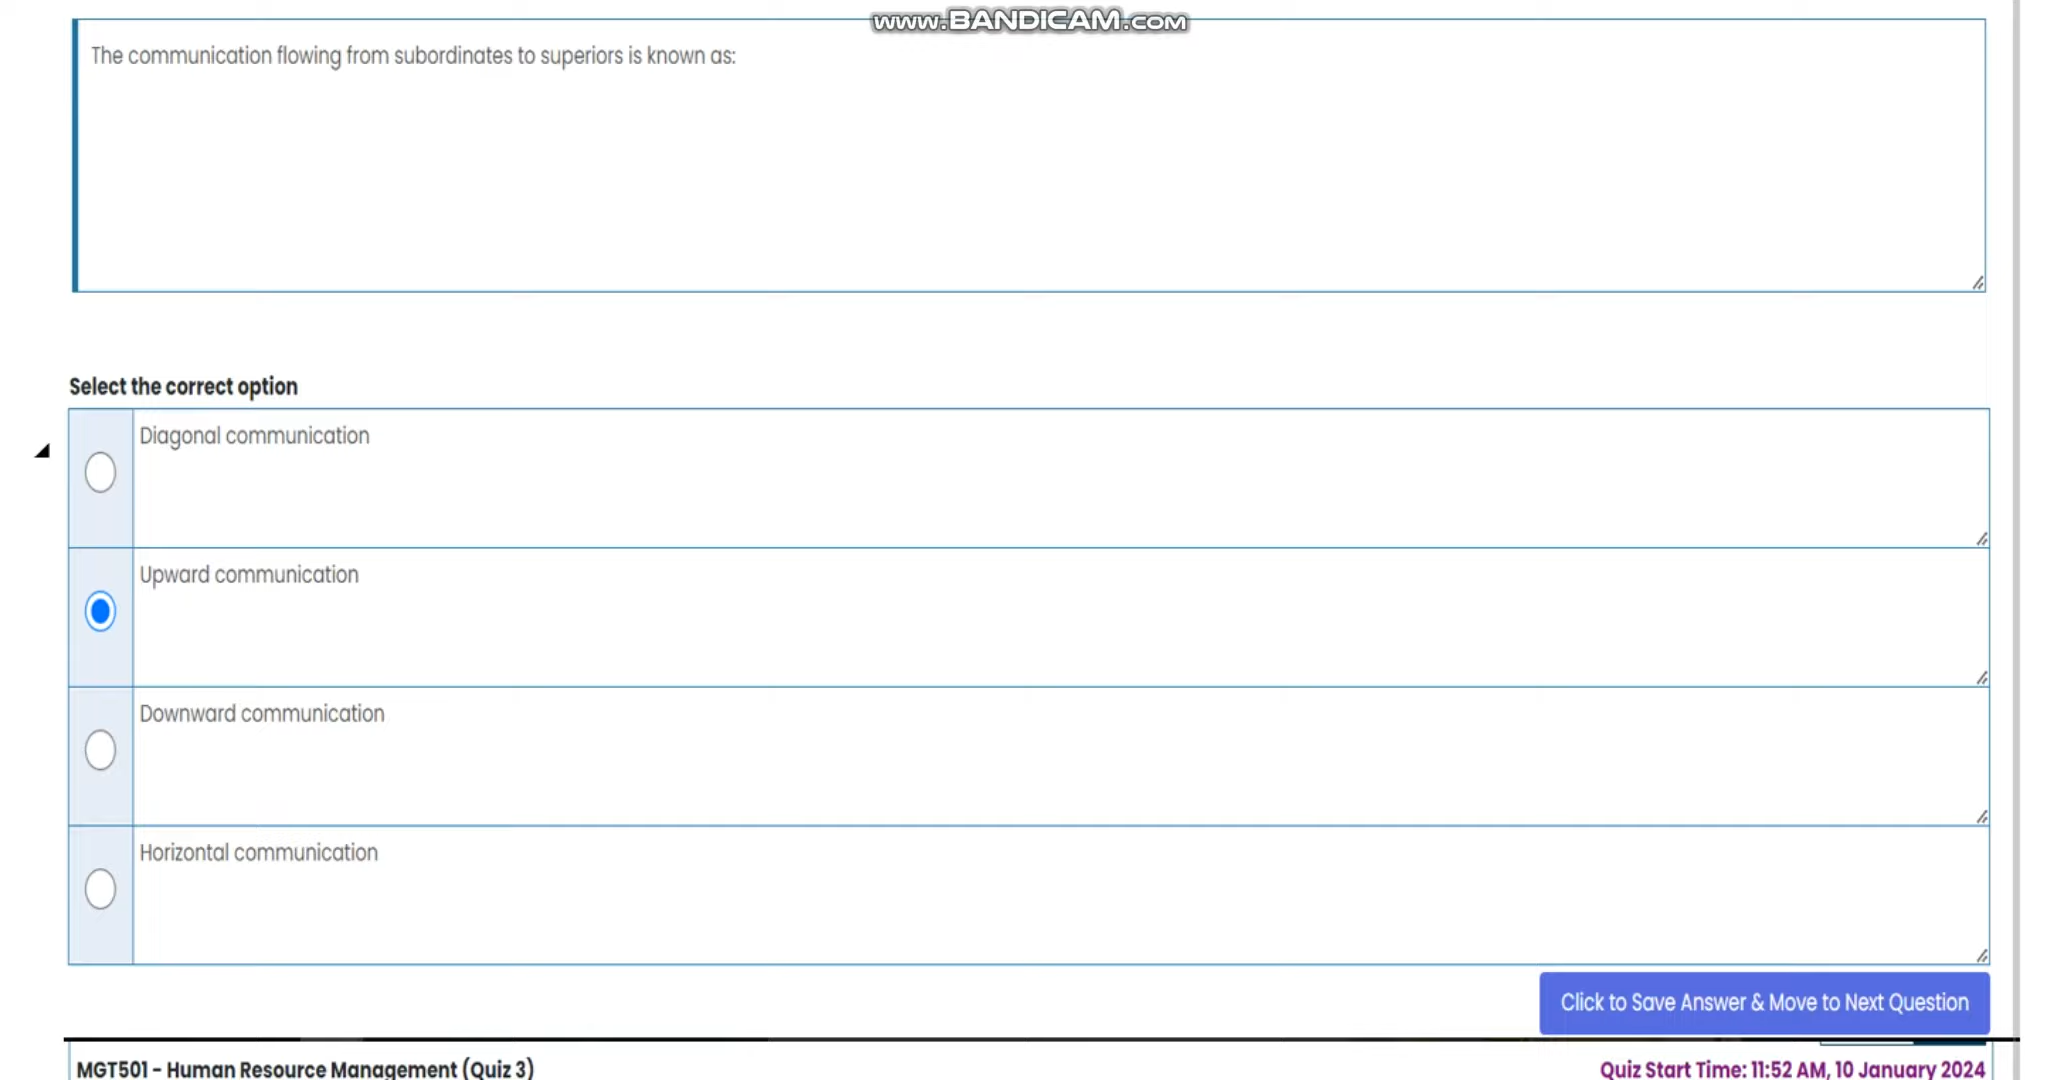 www.BANDICAM.com
The communication flowing from subordinates to superiors is known as:
Select the correct option
Diagonal communication
Upward communication
Downward communication
Horizontal communication
Click to Save Answer & Move to Next Question
MGT501 - Human Resource Management (Quiz 3)
Quiz Start Time: 11:52 AM, 10 January 2024